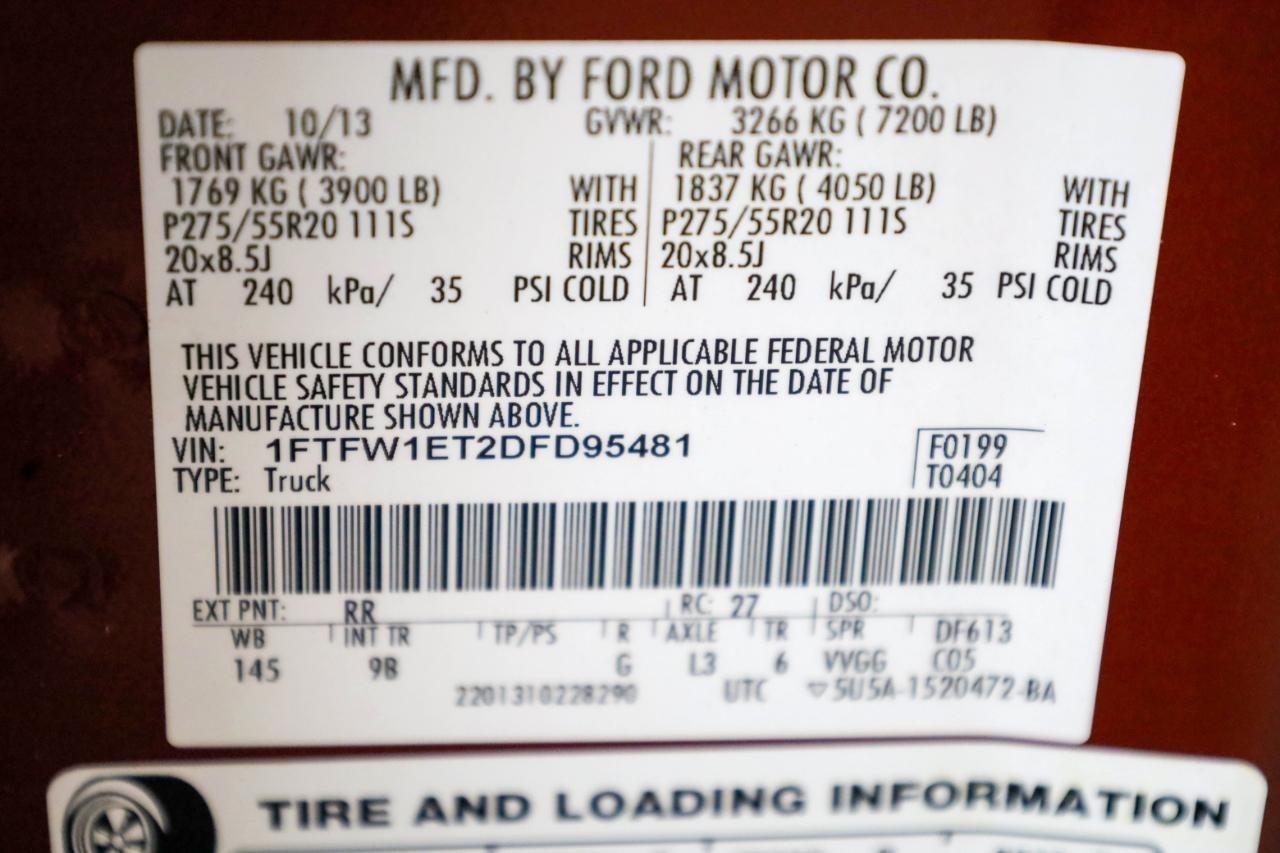 MFD. BY FORD MOTOR CO.
DATE: 10/13 GVWR: 3266 KG ( 7200 LB)
FRONT GAWR: REAR GAWR:
1769 KG ( 3900 LB) WITH 1837 KG ( 4050 LB) WITH
P275/55R20 111S TIRES P275/55R20 111S TIRES
20x8.5J RIMS 20x8.5J RIMS
AT 240 kPa/ 35 PSI COLD AT 240 kPa/ 35 PSI COLD
THIS VEHICLE CONFORMS TO ALL APPLICABLE FEDERAL MOTOR
VEHICLE SAFETY STANDARDS IN EFFECT ON THE DATE OF
MANUFACTURE SHOWN ABOVE.
VIN: 1FTFW1ET2DFD95481 F0199
TYPE: Truck T0404
EXT PNT: RR RC: 27 DSO:
WB INT TR TP/PS R AXLE TR SPR DF613
145 9B G L3 6 VVGG C05
2201310228290 UTC ▽5U5A-1520472-BA
TIRE AND LOADING INFORMATION